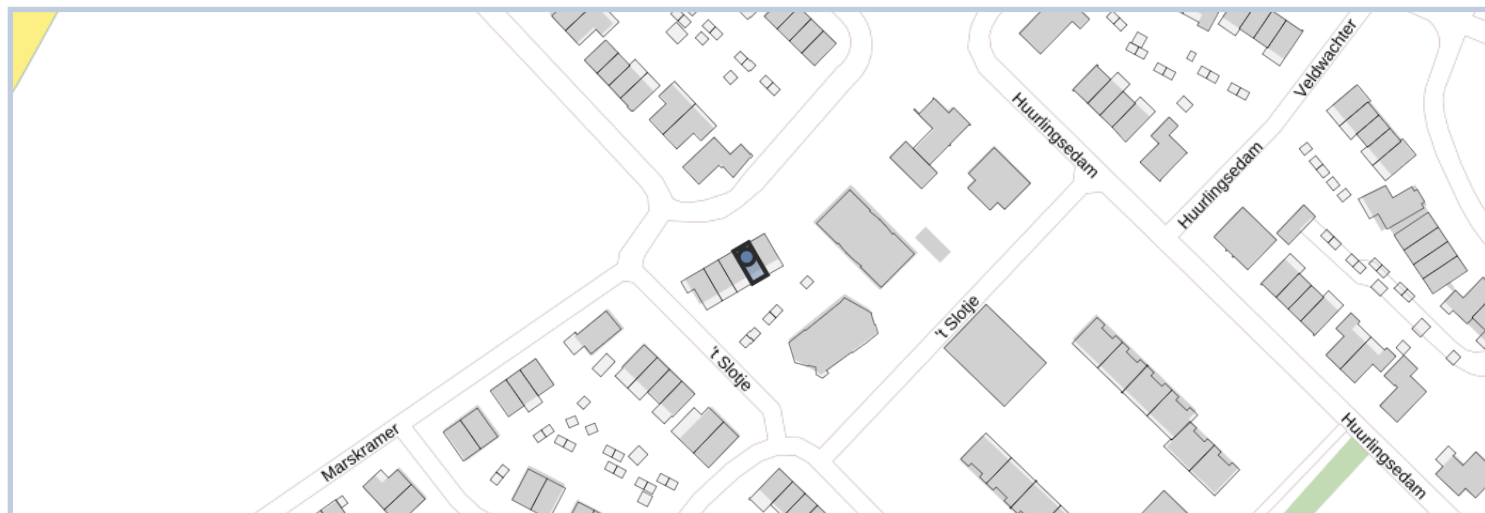 Veldwachter
Huurlingsedam
Huurlingsedam
't Slotje
't Slotje
Marskramer
Huurlingsedam